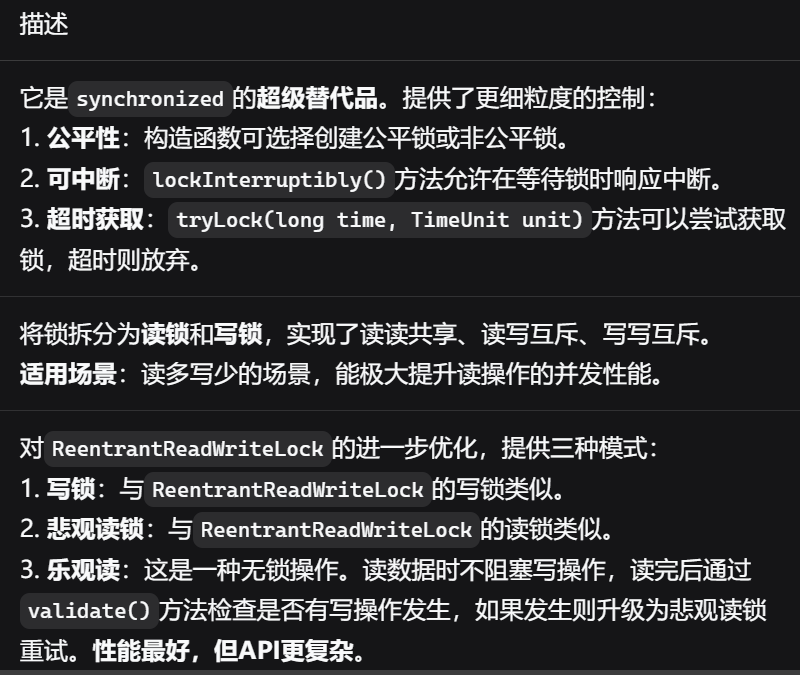 描述
它是 synchronized 的超级替代品。提供了更细粒度的控制：
1. 公平性：构造函数可选择创建公平锁或非公平锁。
2. 可中断：lockInterruptibly() 方法允许在等待锁时响应中断。
3. 超时获取：tryLock(long time, TimeUnit unit) 方法可以尝试获取
锁，超时则放弃。
将锁拆分为读锁和写锁，实现了读读共享、读写互斥、写写互斥。
适用场景：读多写少的场景，能极大提升读操作的并发性能。
对 ReentrantReadWriteLock 的进一步优化，提供三种模式：
1. 写锁：与 ReentrantReadWriteLock 的写锁类似。
2. 悲观读锁：与 ReentrantReadWriteLock 的读锁类似。
3. 乐观读：这是一种无锁操作。读数据时不阻塞写操作，读完后通过
validate() 方法检查是否有写操作发生，如果发生则升级为悲观读锁
重试。性能最好，但API更复杂。